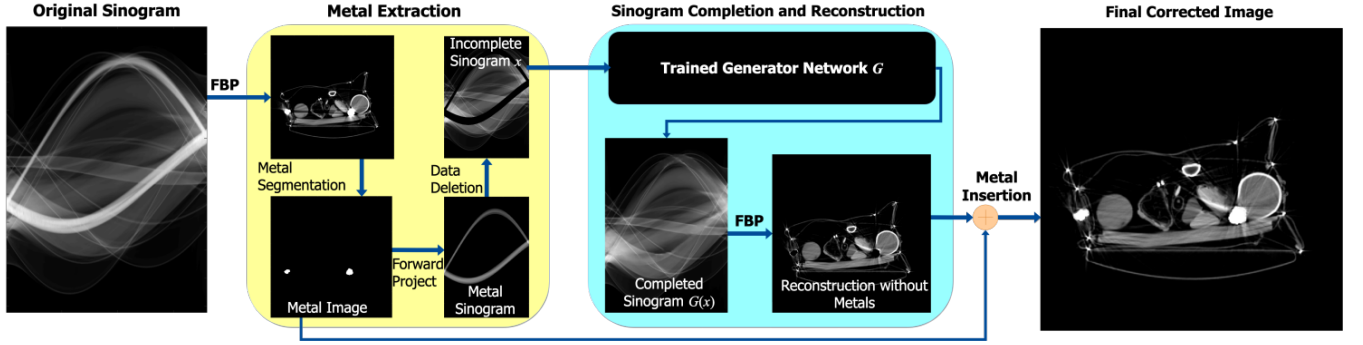 Original Sinogram
Metal Extraction
Sinogram Completion and Reconstruction
Final Corrected Image
FBP
Incomplete
Sinogram x
Metal
Segmentation
Data
Deletion
Metal Image
Forward
Project
Metal
Sinogram
Trained Generator Network G
Completed
Sinogram G(x)
FBP
Reconstruction without
Metals
Metal
Insertion